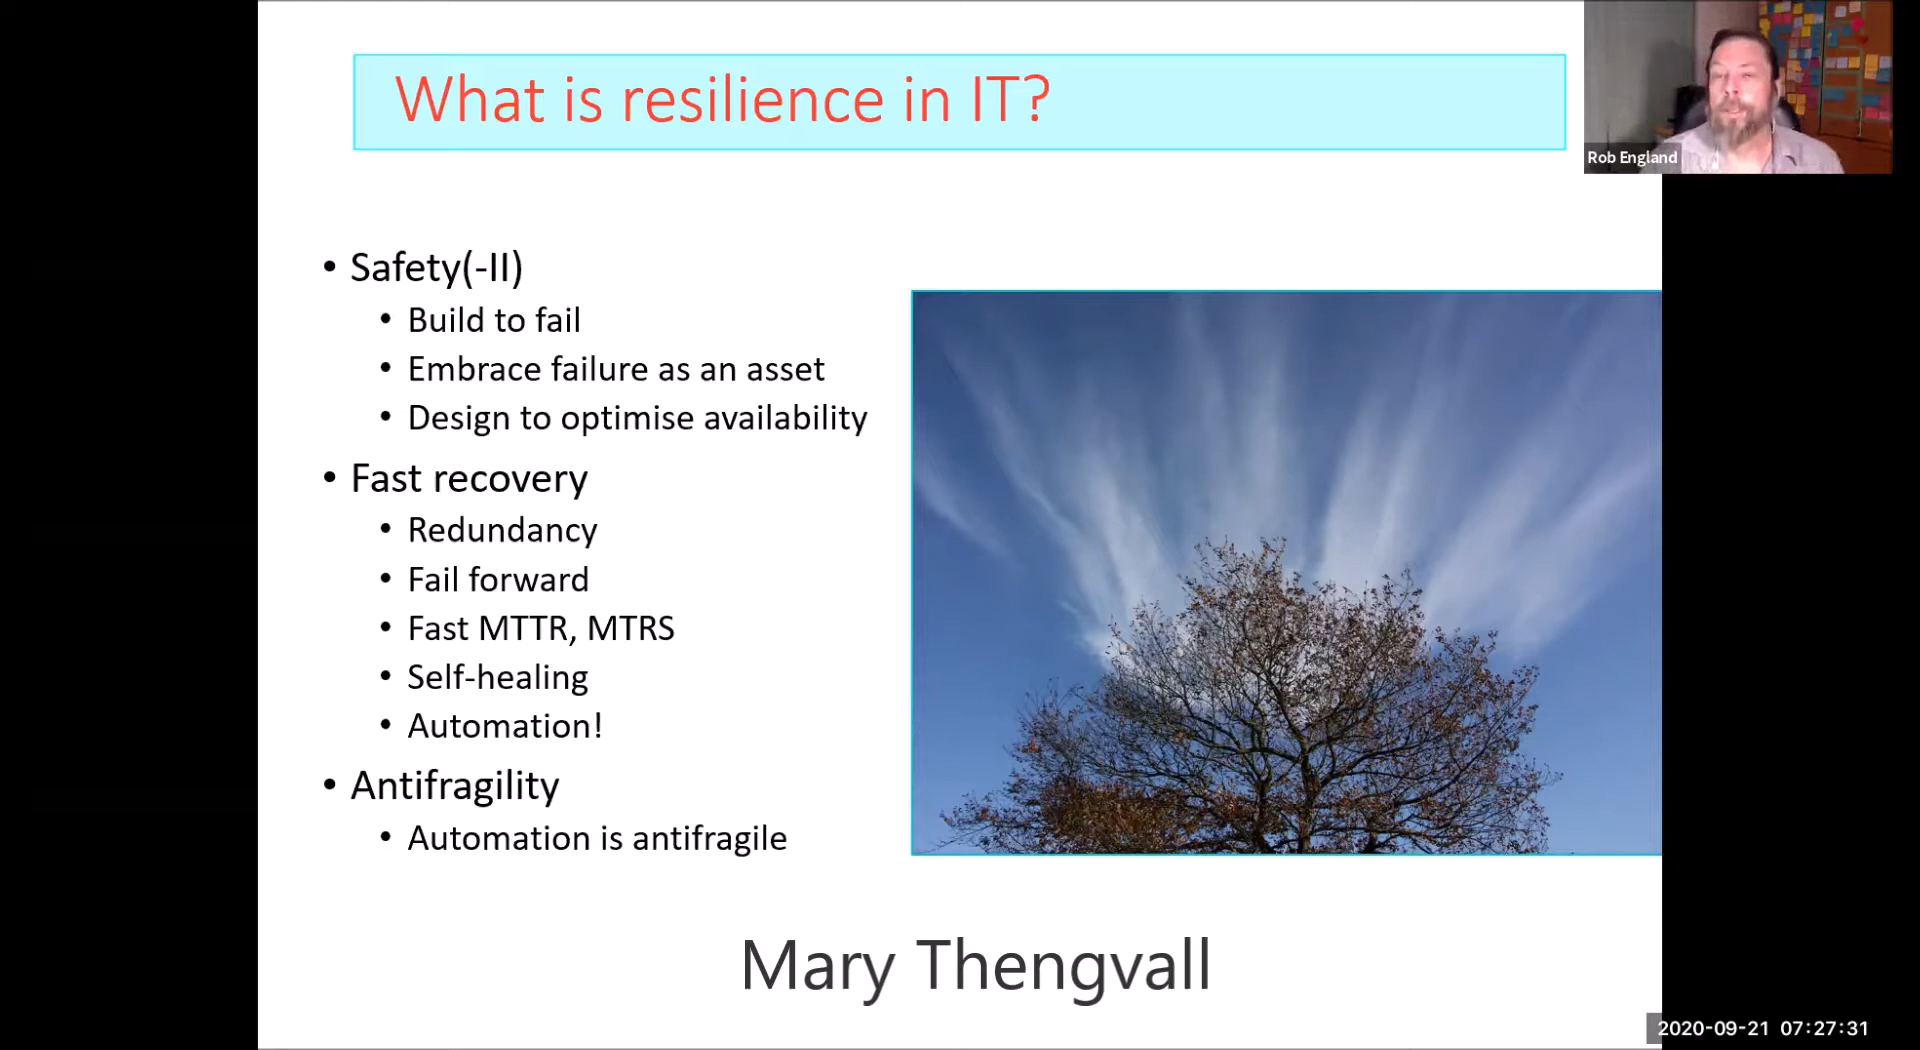 What is resilience in IT?
Rob England
• Safety(-II)
• Build to fail
• Embrace failure as an asset
• Design to optimise availability
• Fast recovery
• Redundancy
• Fail forward
• Fast MTTR, MTRS
• Self-healing
• Automation!
• Antifragility
• Automation is antifragile
Mary Thengvall
2020-09-21 07:27:31